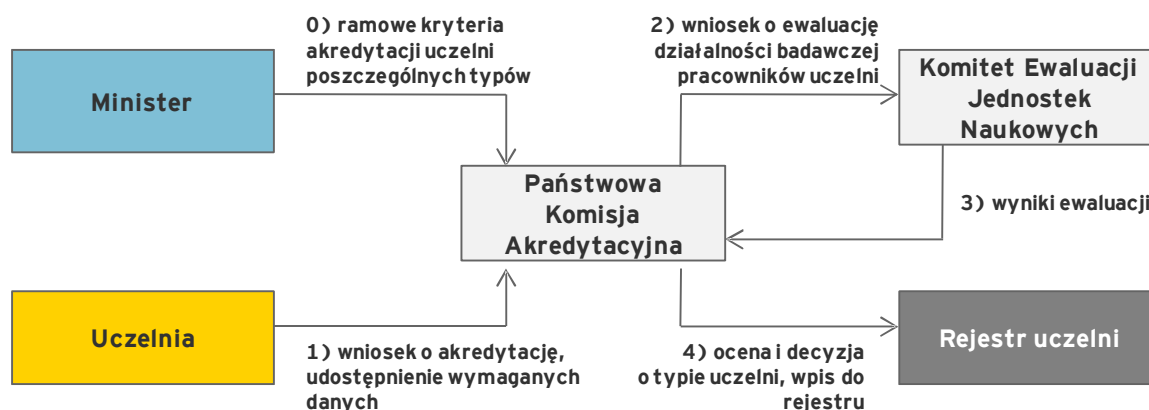 0) ramowe kryteria
akredytacji uczelni
poszczególnych typów
2) wniosek o ewaluację
działalności badawczej
pracowników uczelni
Minister
Komitet Ewaluacji
Jednostek
Naukowych
Państwowa
Komisja
Akredytacyjna
3) wyniki ewaluacji
Uczelnia
Rejestr uczelni
1) wniosek o akredytację,
udostępnienie wymaganych
danych
4) ocena i decyzja
o typie uczelni, wpis do
rejestru